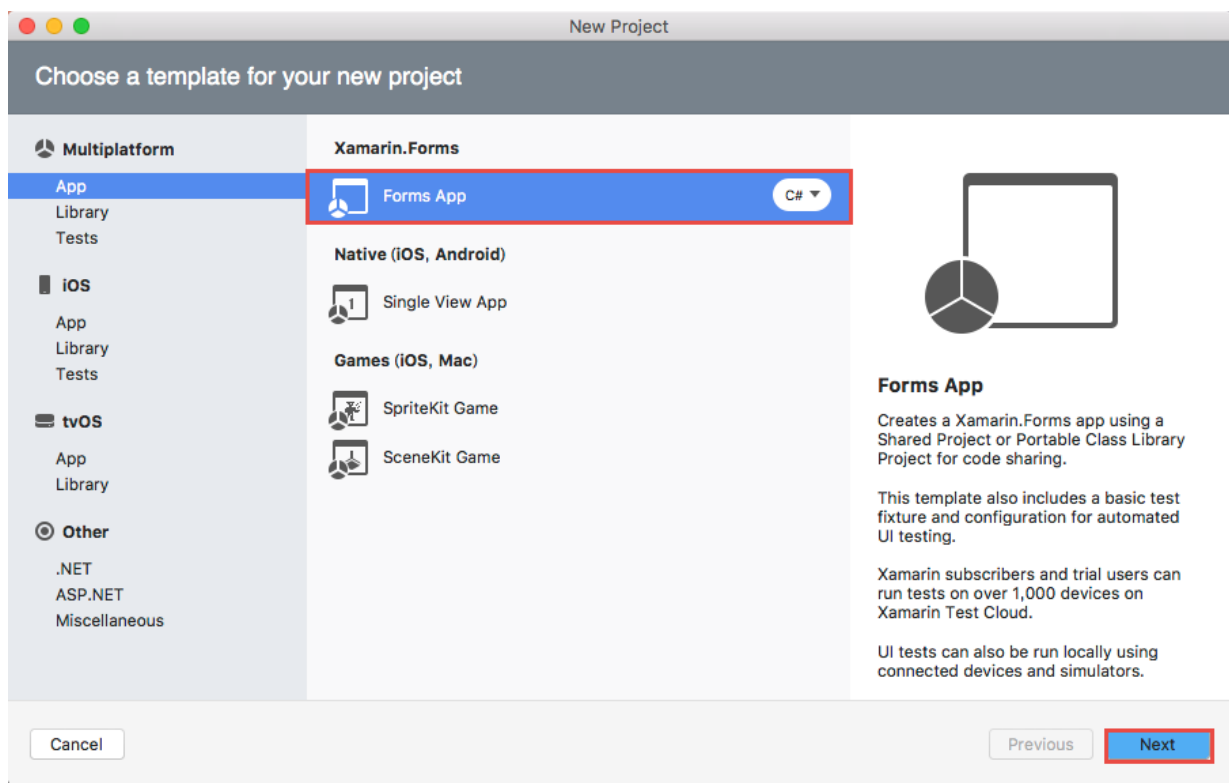 New Project
Choose a template for your new project
Multiplatform
App
Library
Tests
iOS
App
Library
Tests
tvOS
App
Library
Other
.NET
ASP.NET
Miscellaneous
Xamarin.Forms
Forms App
C#
Native (iOS, Android)
1
Single View App
Games (iOS, Mac)
SpriteKit Game
SceneKit Game
Forms App
Creates a Xamarin.Forms app using a
Shared Project or Portable Class Library
Project for code sharing.
This template also includes a basic test
fixture and configuration for automated
UI testing.
Xamarin subscribers and trial users can
run tests on over 1,000 devices on
Xamarin Test Cloud.
UI tests can also be run locally using
connected devices and simulators.
Cancel
Previous
Next